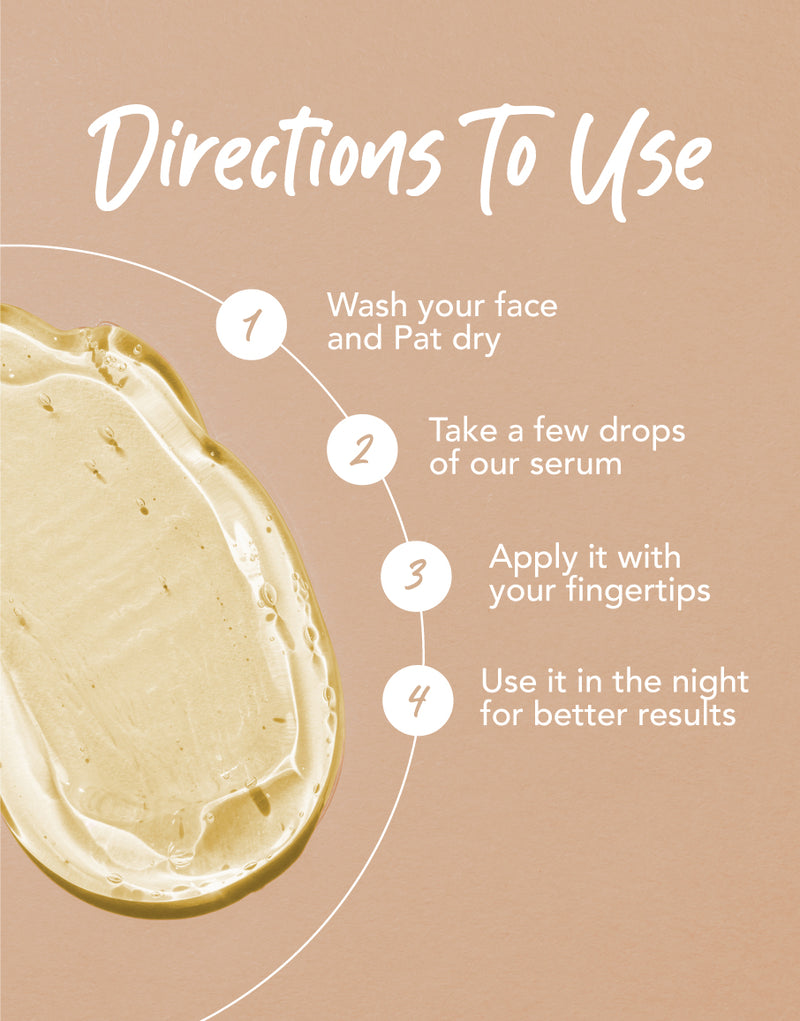 Directions To Use
1
Wash your face
and Pat dry
2
Take a few drops
of our serum
3
Apply it with
your fingertips
4
Use it in the night
for better results